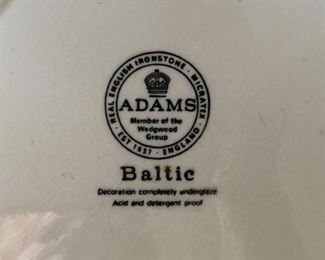 REAL ENGLISH IRONSTONE · MICRATEX
ADAMS
Member of the
Wedgwood
Group
· EST 1657 · ENGLAND ·
Baltic
Decoration completely underglaze
Acid and detergent proof